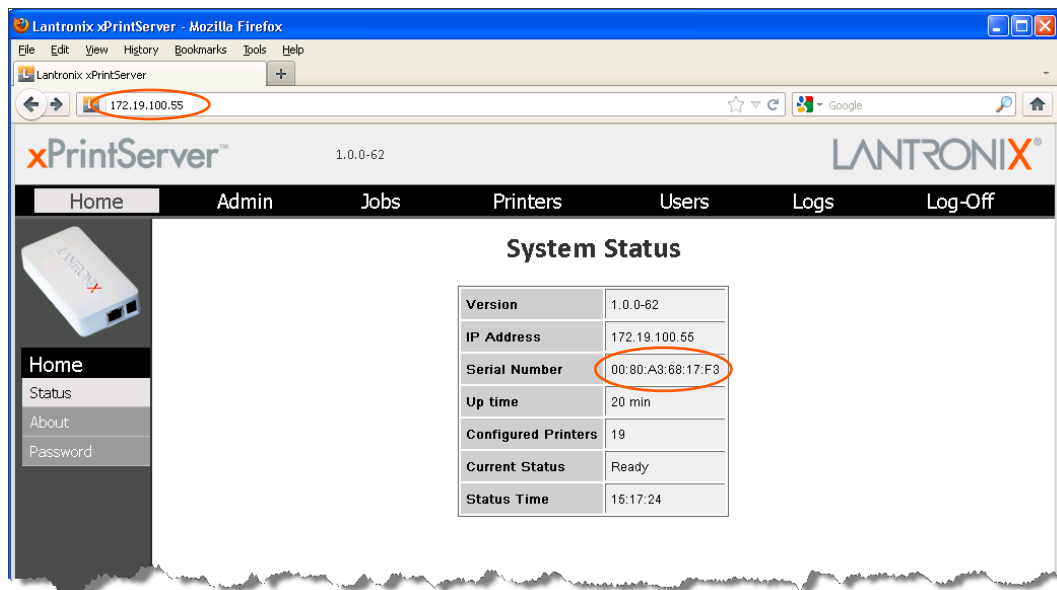 Lantronix xPrintServer - Mozilla Firefox
File Edit View History Bookmarks Tools Help
Lantronix xPrintServer +
172.19.100.55 Google
xPrintServer™ 1.0.0-62 LANTRONIX®
Home Admin Jobs Printers Users Logs Log-Off
LANTRONIX
System Status
Version 1.0.0-62
IP Address 172.19.100.55
Serial Number 00:80:A3:68:17:F3
Up time 20 min
Configured Printers 19
Current Status Ready
Status Time 15:17:24
Home
Status
About
Password